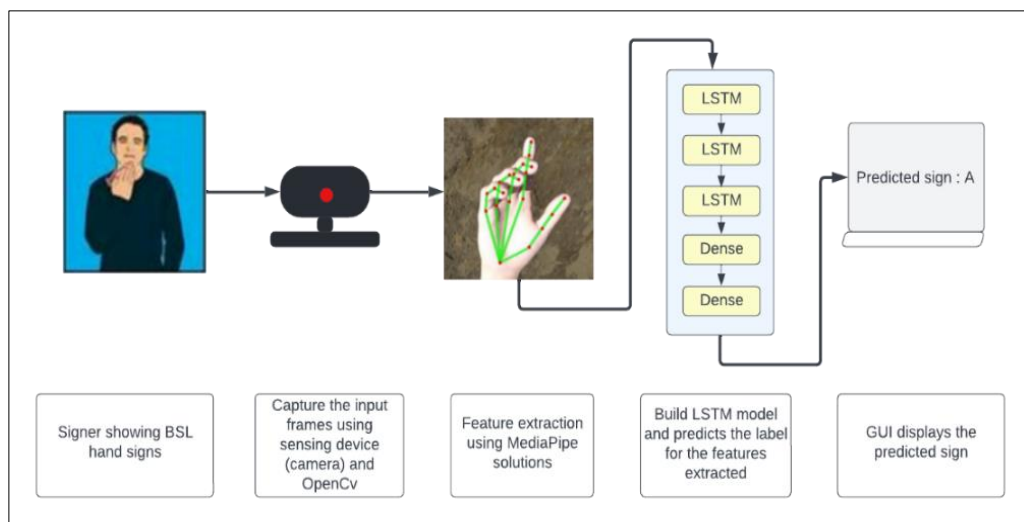 LSTM
LSTM
LSTM
Dense
Dense
Predicted sign : A
Signer showing BSL
hand signs
Capture the input
frames using
sensing device
(camera) and
OpenCv
Feature extraction
using MediaPipe
solutions
Build LSTM model
and predicts the label
for the features
extracted
GUI displays the
predicted sign